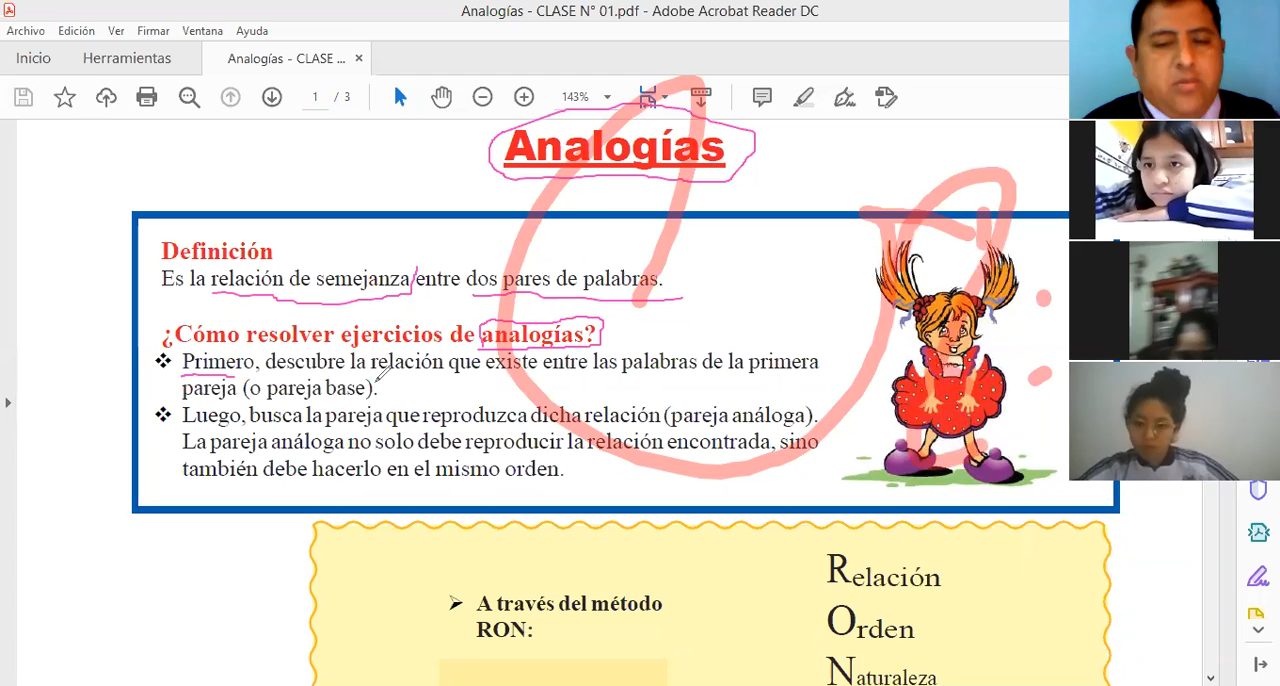 Analogías - CLASE N° 01.pdf - Adobe Acrobat Reader DC
Archivo Edición Ver Firmar Ventana Ayuda
Inicio Herramientas Analogías - CLASE ... ×
1 / 3 143%
Analogías
Definición
Es la relación de semejanza entre dos pares de palabras.
¿Cómo resolver ejercicios de analogías?
❖ Primero, descubre la relación que existe entre las palabras de la primera
pareja (o pareja base).
❖ Luego, busca la pareja que reproduzca dicha relación (pareja análoga).
La pareja análoga no solo debe reproducir la relación encontrada, sino
también debe hacerlo en el mismo orden.
➢ A través del método
RON:
Relación
Orden
Naturaleza